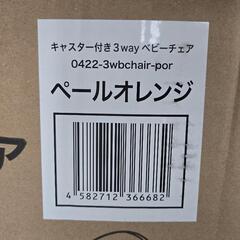 キャスター付き3wayベビーチェア
0422-3wbchair-por
ペールオレンジ
4 582712 366682
ア